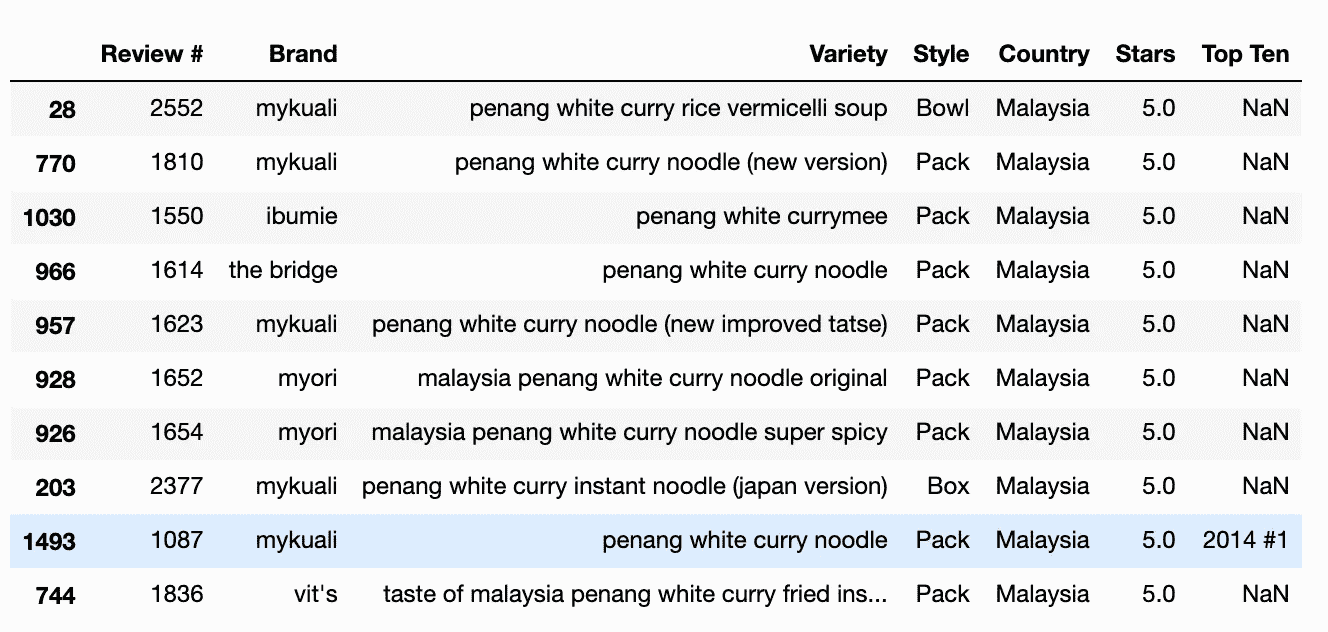 Review # Brand Variety Style Country Stars Top Ten
28 2552 mykuali penang white curry rice vermicelli soup Bowl Malaysia 5.0 NaN
770 1810 mykuali penang white curry noodle (new version) Pack Malaysia 5.0 NaN
1030 1550 ibumie penang white currymee Pack Malaysia 5.0 NaN
966 1614 the bridge penang white curry noodle Pack Malaysia 5.0 NaN
957 1623 mykuali penang white curry noodle (new improved tatse) Pack Malaysia 5.0 NaN
928 1652 myori malaysia penang white curry noodle original Pack Malaysia 5.0 NaN
926 1654 myori malaysia penang white curry noodle super spicy Pack Malaysia 5.0 NaN
203 2377 mykuali penang white curry instant noodle (japan version) Box Malaysia 5.0 NaN
1493 1087 mykuali penang white curry noodle Pack Malaysia 5.0 2014 #1
744 1836 vit's taste of malaysia penang white curry fried ins... Pack Malaysia 5.0 NaN